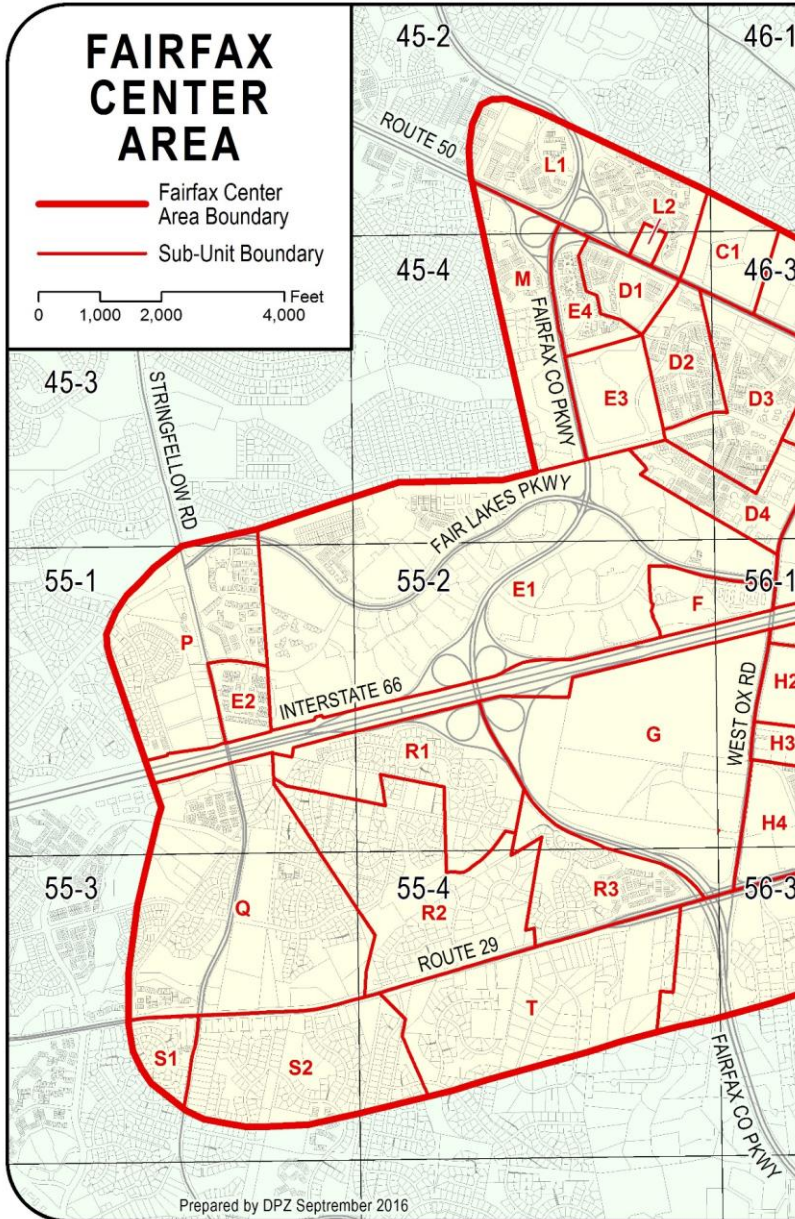 FAIRFAX
CENTER
AREA
Fairfax Center
Area Boundary
Sub-Unit Boundary
Feet
0 1,000 2,000 4,000
45-2
46-1
ROUTE 50
L1
L2
C1
45-4
46-3
M
FAIRFAX CO PKWY
E4
D1
D2
D3
E3
45-3
STRINGFELLOW RD
FAIR LAKES PKWY
D4
55-1
55-2
56-1
E1
F
P
E2
INTERSTATE 66
WEST OX RD
H2
G
H3
R1
H4
55-3
55-4
56-3
Q
R2
R3
ROUTE 29
T
S1
S2
FAIRFAX CO PKWY
Prepared by DPZ Septrember 2016